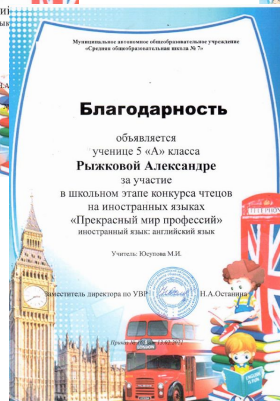 Муниципальное автономное общеобразовательное учреждение
«Средняя общеобразовательная школа № 7»
Благодарность
объявляется
ученице 5 «А» класса
Рыжковой Александре
за участие
в школьном этапе конкурса чтецов
на иностранных языках
«Прекрасный мир профессий»
иностранный язык: английский язык
Учитель: Юсупова М.И.
заместитель директора по УВР Н.А.Останина
Приказ №